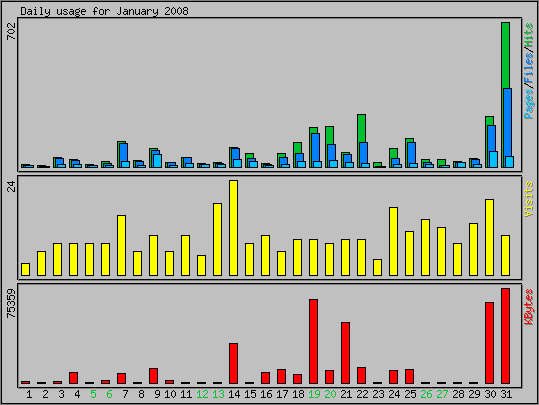 Daily usage for January 2008
702
Pages/Files/Hits
24
Visits
75359
KBytes
1 2 3 4 5 6 7 8 9 10 11 12 13 14 15 16 17 18 19 20 21 22 23 24 25 26 27 28 29 30 31